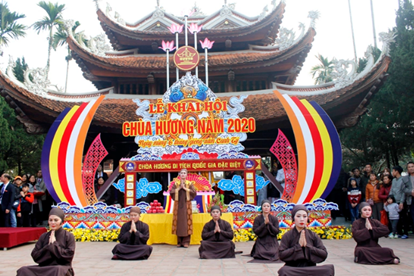 LỄ KHAI HỘI
CHÙA HƯƠNG NĂM 2020
CHÙA HƯƠNG - DI TÍCH QUỐC GIA ĐẶC BIỆT